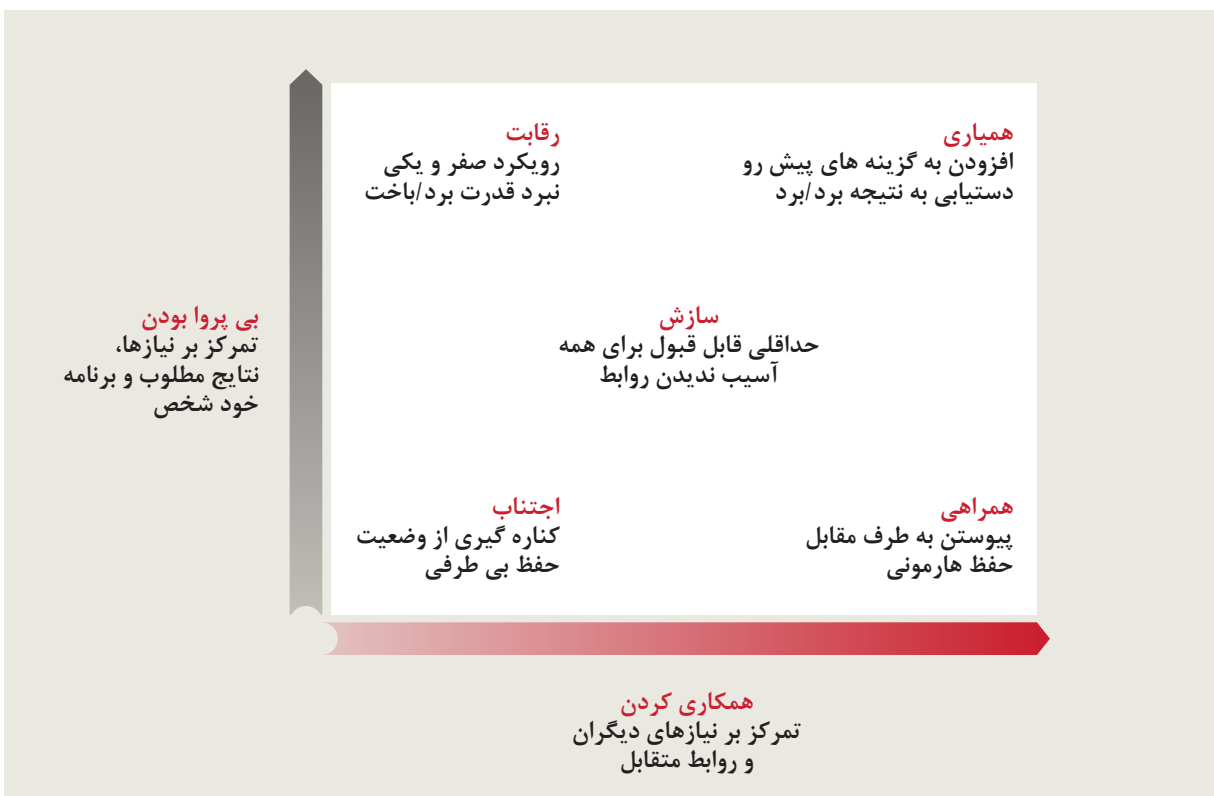 همیاری
افزودن به گزینه های پیش رو
دستیابی به نتیجه برد/برد
رقابت
رویکرد صفر و یکی
نبرد قدرت برد/باخت
بی پروا بودن
تمرکز بر نیازها،
نتایج مطلوب و برنامه
خود شخص
سازش
حداقلی قابل قبول برای همه
آسیب ندیدن روابط
همراهی
پیوستن به طرف مقابل
حفظ هارمونی
اجتناب
کناره گیری از وضعیت
حفظ بی طرفی
همکاری کردن
تمرکز بر نیازهای دیگران
و روابط متقابل